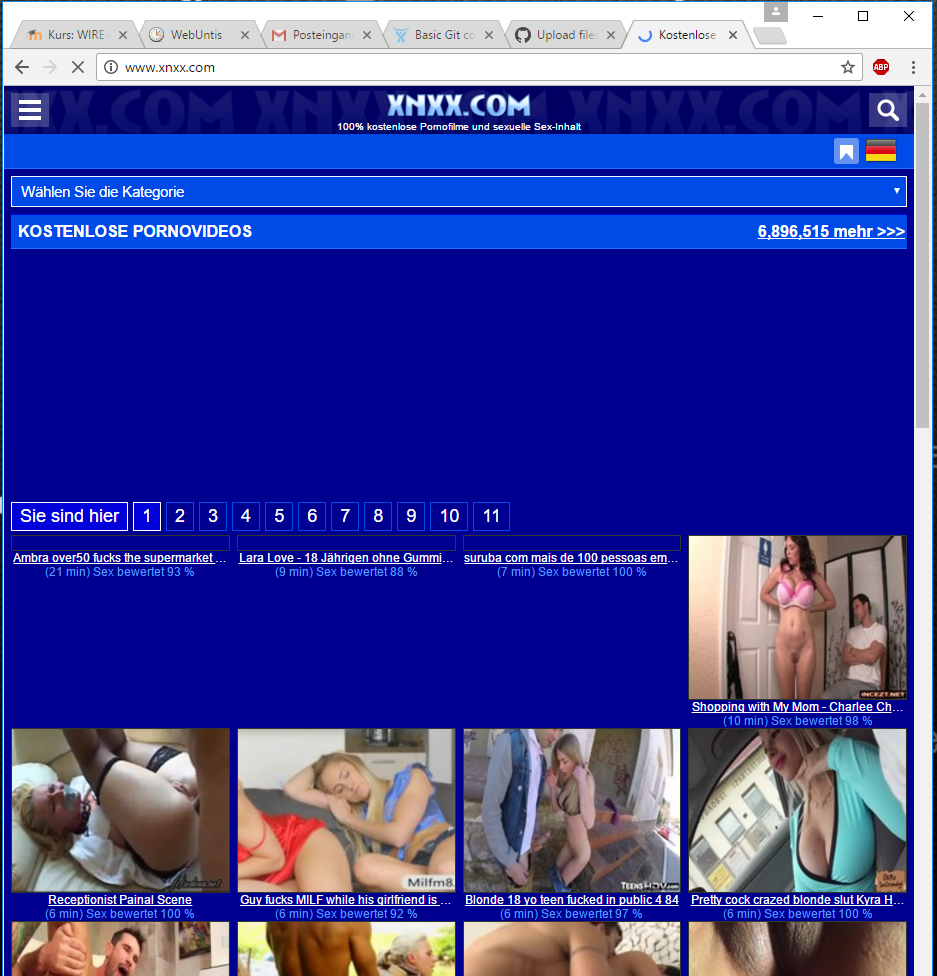 Kurs: WIRE
WebUntis
Posteingan
Basic Git co
Upload files
Kostenlose
www.xnxx.com
ABP
XNXX.COM
100% kostenlose Pornofilme und sexuelle Sex-Inhalt
Wählen Sie die Kategorie
KOSTENLOSE PORNOVIDEOS
6,896,515 mehr >>>
Sie sind hier 1 2 3 4 5 6 7 8 9 10 11
Ambra over50 fucks the supermarket ...
(21 min) Sex bewertet 93 %
Lara Love - 18 Jährigen ohne Gummi...
(9 min) Sex bewertet 88 %
suruba com mais de 100 pessoas em...
(7 min) Sex bewertet 100 %
INCEZT.NET
Shopping with My Mom - Charlee Ch...
(10 min) Sex bewertet 98 %
Receptionist Painal Scene
(6 min) Sex bewertet 100 %
Milfm8.
Guy fucks MILF while his girlfriend is ...
(6 min) Sex bewertet 92 %
Blonde 18 yo teen fucked in public 4 84
(6 min) Sex bewertet 97 %
Pretty cock crazed blonde slut Kyra H...
(6 min) Sex bewertet 100 %